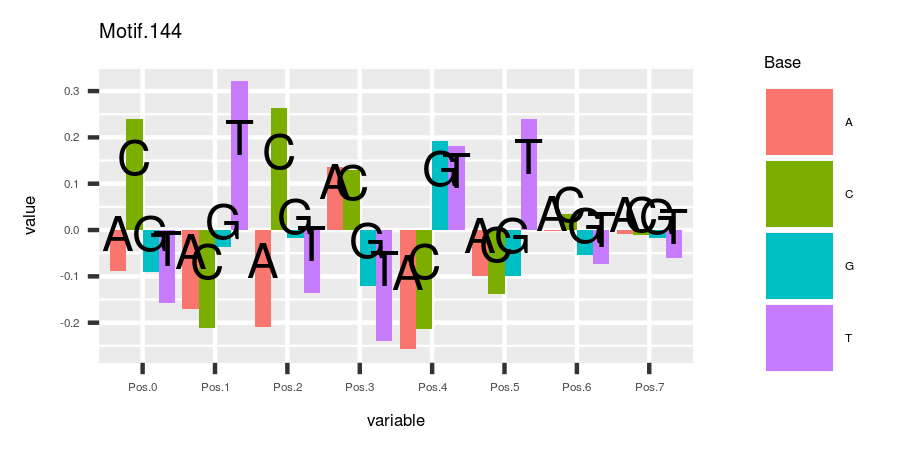 Motif.144
Base
0.3
0.2
0.1
0.0
-0.1
-0.2
value
A C G T A C G T A C G T A C G T A C G T A C G T A C G T A C G T
Pos.0 Pos.1 Pos.2 Pos.3 Pos.4 Pos.5 Pos.6 Pos.7
variable
A
C
G
T